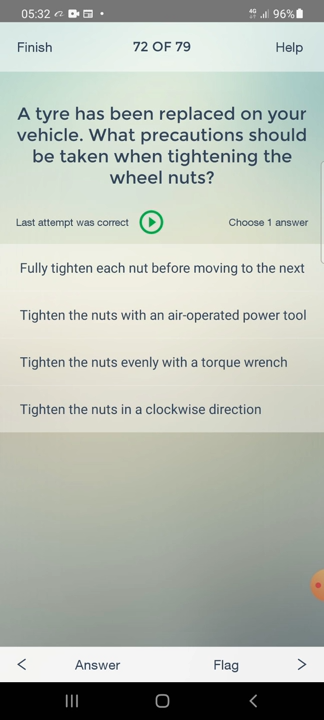 05:32
4G 96%
Finish
72 OF 79
Help
A tyre has been replaced on your
vehicle. What precautions should
be taken when tightening the
wheel nuts?
Last attempt was correct
Choose 1 answer
Fully tighten each nut before moving to the next
Tighten the nuts with an air-operated power tool
Tighten the nuts evenly with a torque wrench
Tighten the nuts in a clockwise direction
Answer
Flag